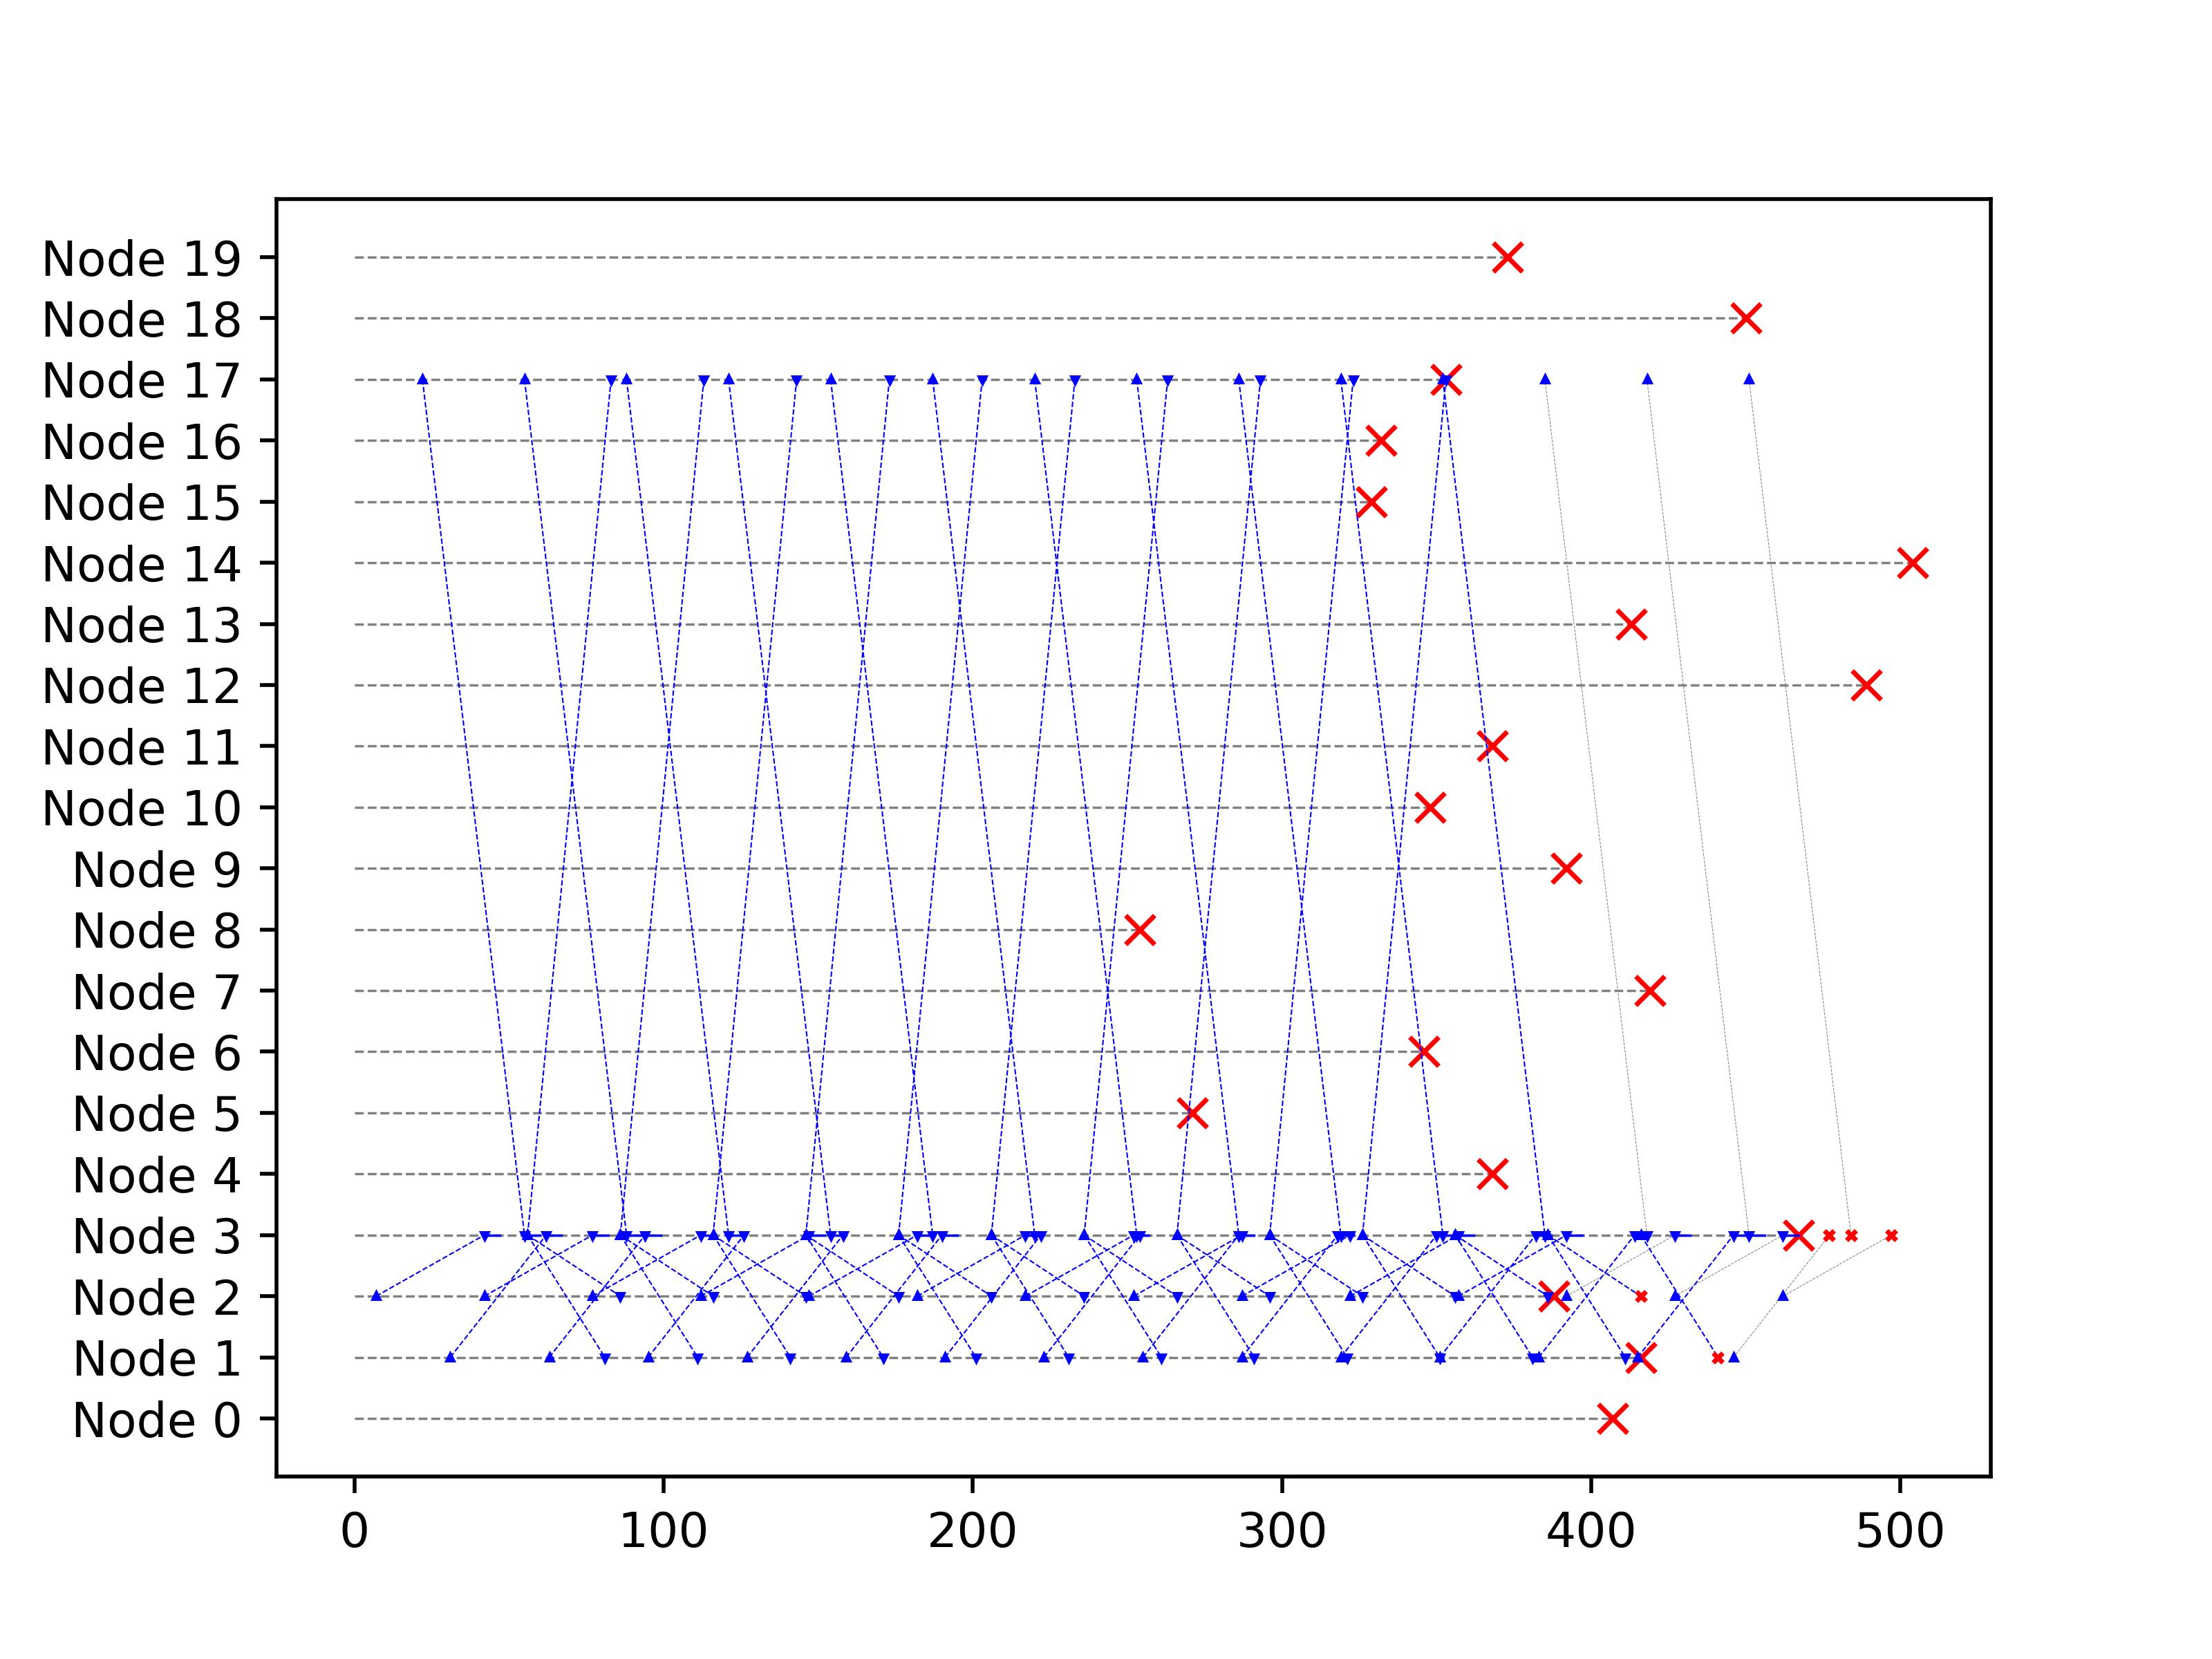 Node 19
Node 18
Node 17
Node 16
Node 15
Node 14
Node 13
Node 12
Node 11
Node 10
Node 9
Node 8
Node 7
Node 6
Node 5
Node 4
Node 3
Node 2
Node 1
Node 0
0 100 200 300 400 500